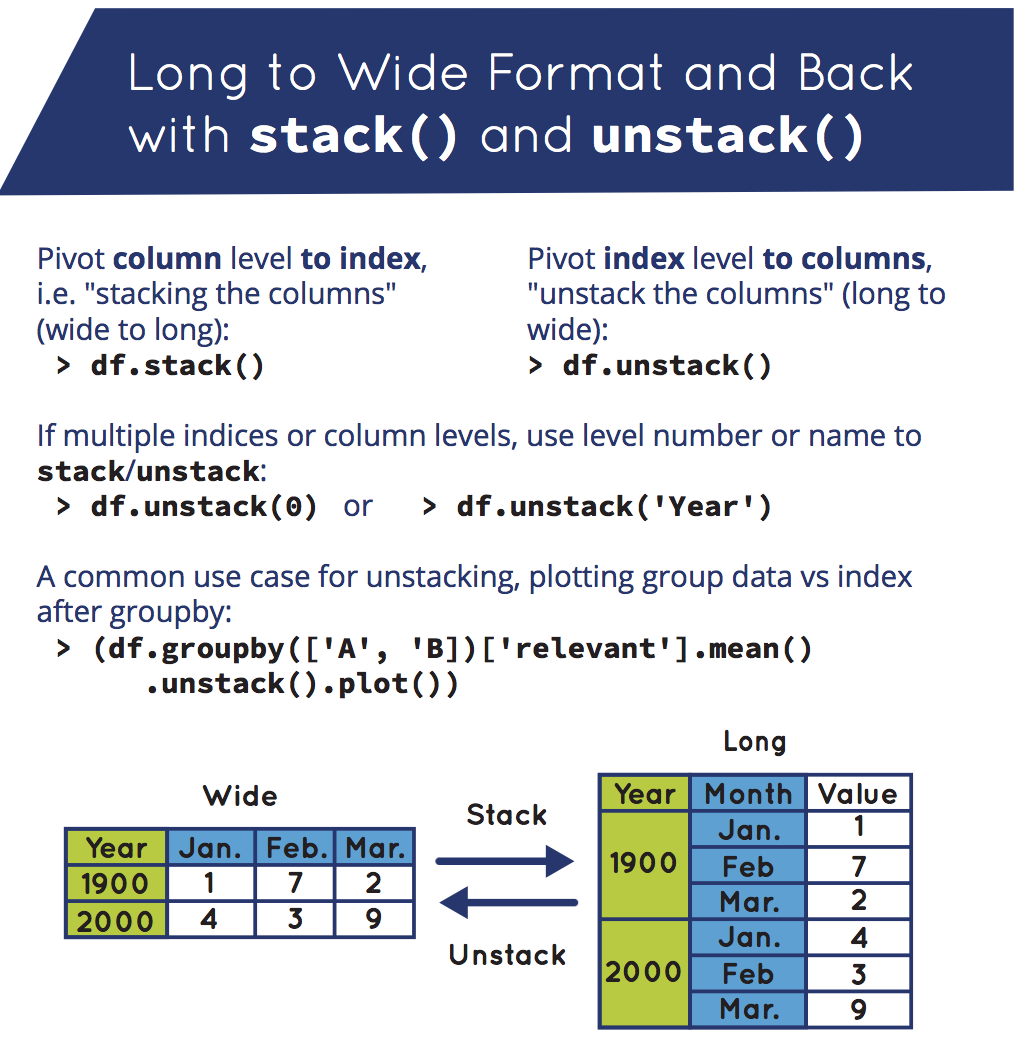 Long to Wide Format and Back
with stack() and unstack()
Pivot column level to index,
i.e. "stacking the columns"
(wide to long):
> df.stack()
Pivot index level to columns,
"unstack the columns" (long to
wide):
> df.unstack()
If multiple indices or column levels, use level number or name to
stack/unstack:
> df.unstack(0) or > df.unstack('Year')
A common use case for unstacking, plotting group data vs index
after groupby:
> (df.groupby(['A', 'B])['relevant'].mean()
.unstack().plot())
Wide
Year Jan. Feb. Mar.
1900 1 7 2
2000 4 3 9
Stack
Unstack
Long
Year Month Value
1900
Jan. 1
Feb 7
Mar. 2
2000
Jan. 4
Feb 3
Mar. 9